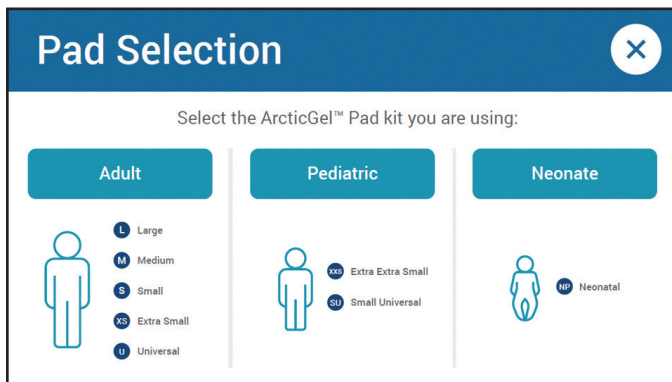 Pad Selection
Select the ArcticGel™ Pad kit you are using:
Adult
L Large
M Medium
S Small
XS Extra Small
U Universal
Pediatric
XXS Extra Extra Small
SU Small Universal
Neonate
NP Neonatal